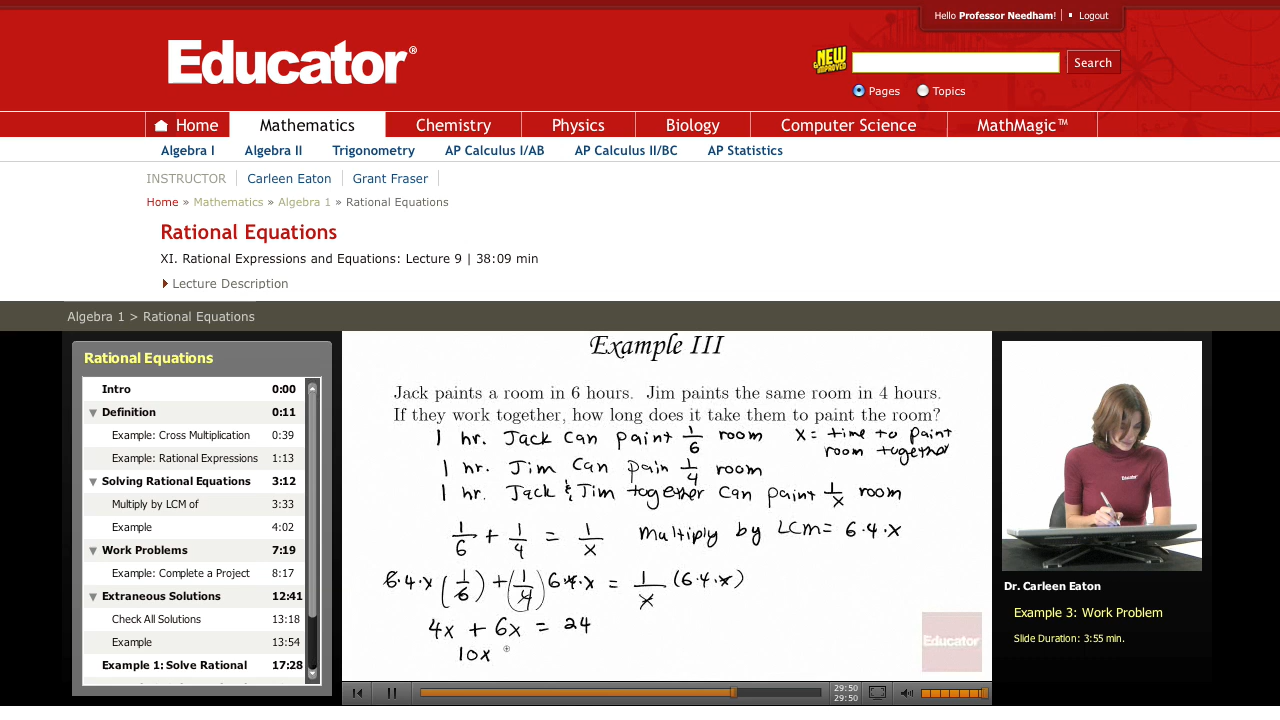 Hello Professor Needham! Logout
Educator®
NEW
& IMPROVED
Search
Pages Topics
Home Mathematics Chemistry Physics Biology Computer Science MathMagic™
Algebra I Algebra II Trigonometry AP Calculus I/AB AP Calculus II/BC AP Statistics
INSTRUCTOR Carleen Eaton Grant Fraser
Home » Mathematics » Algebra 1 » Rational Equations
Rational Equations
XI. Rational Expressions and Equations: Lecture 9 | 38:09 min
Lecture Description
Algebra 1 > Rational Equations
Rational Equations
Intro 0:00
Definition 0:11
Example: Cross Multiplication 0:39
Example: Rational Expressions 1:13
Solving Rational Equations 3:12
Multiply by LCM of 3:33
Example 4:02
Work Problems 7:19
Example: Complete a Project 8:17
Extraneous Solutions 12:41
Check All Solutions 13:18
Example 13:54
Example 1: Solve Rational 17:28
Example III
Jack paints a room in 6 hours. Jim paints the same room in 4 hours.
If they work together, how long does it take them to paint the room?
1 hr. Jack can paint 1/6 room x = time to paint
room together
1 hr. Jim can pain 1/4 room
1 hr. Jack & Jim together can paint 1/x room
1/6 + 1/4 = 1/x multiply by LCM = 6·4·x
6·4·x (1/6) + (1/4) 6·4·x = 1/x (6·4·x)
4x + 6x = 24
10x
Educator
29:50
29:50
Educator
Dr. Carleen Eaton
Example 3: Work Problem
Slide Duration: 3:55 min.